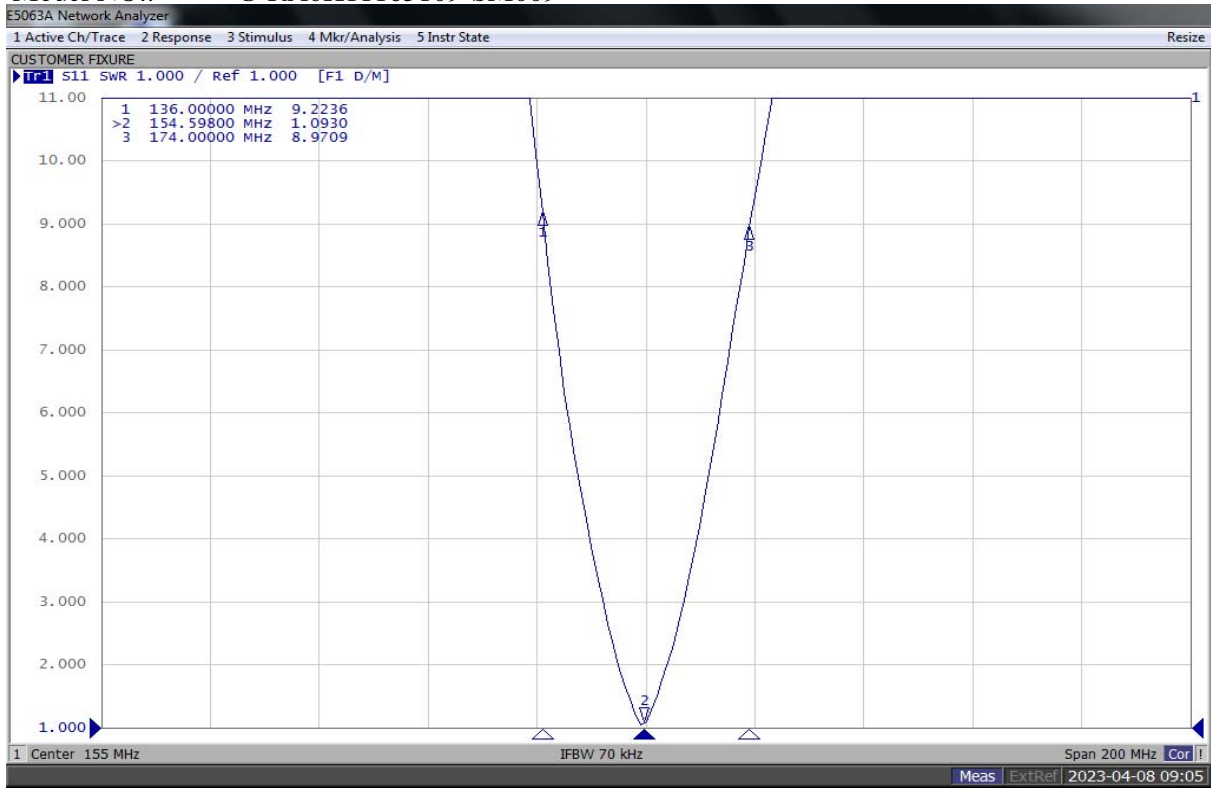 E5063A Network Analyzer
1 Active Ch/Trace 2 Response 3 Stimulus 4 Mkr/Analysis 5 Instr State Resize
CUSTOMER FIXURE
Tr1 S11 SWR 1.000 / Ref 1.000 [F1 D/M]
11.00
1 136.00000 MHz 9.2236
>2 154.59800 MHz 1.0930
3 174.00000 MHz 8.9709
1
10.00
9.000
1
3
8.000
7.000
6.000
5.000
4.000
3.000
2.000
2
1.000
1 Center 155 MHz IFBW 70 kHz Span 200 MHz Cor !
Meas ExtRef 2023-04-08 09:05